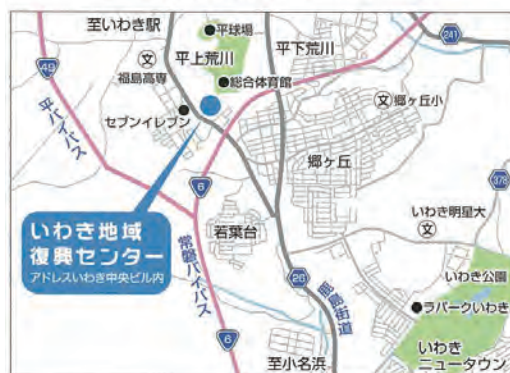 至いわき駅
平球場
241
平上荒川
平下荒川
49
文
福島高専
総合体育館
文
郷ヶ丘小
セブンイレブン
平バイパス
郷ヶ丘
6
378
いわき地域
復興センター
アドレスいわき中央ビル内
若葉台
いわき明星大
文
常磐バイパス
26
鹿島街道
いわき公園
ラパークいわき
6
至小名浜
いわき
ニュータウン